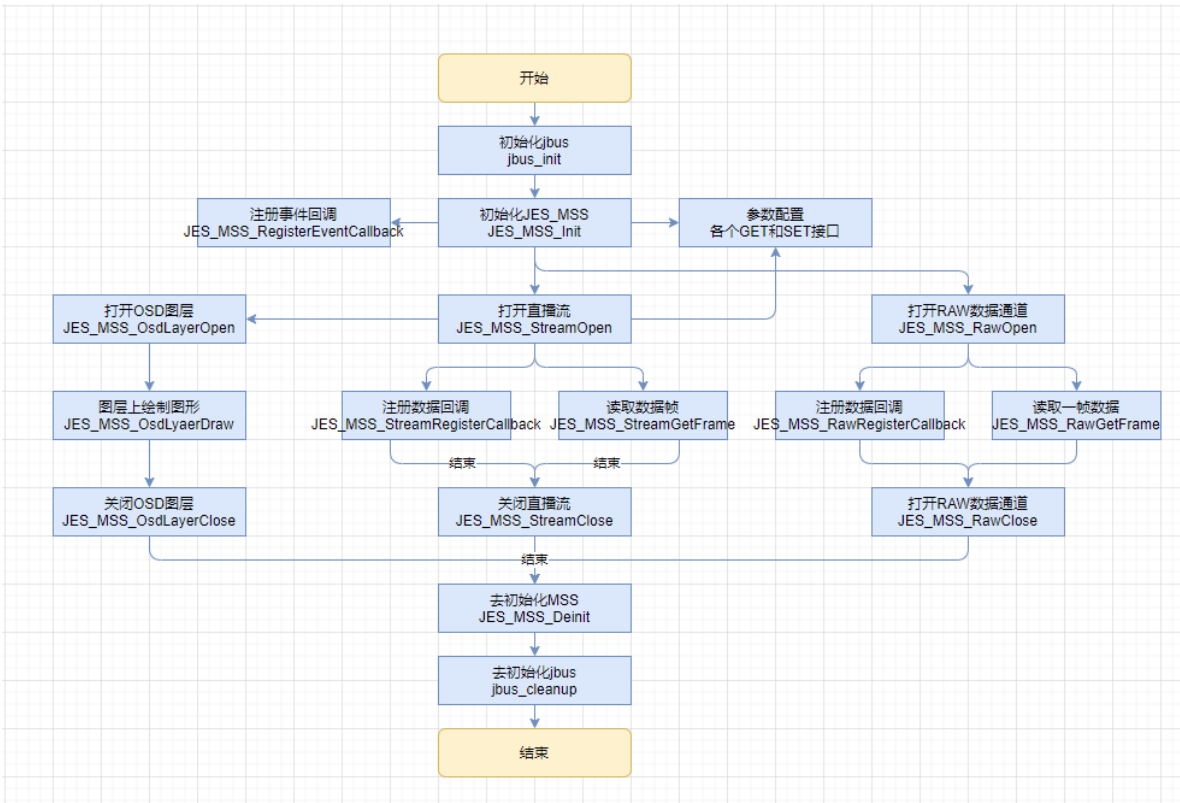 开始
初始化jbus
jbus_init
注册事件回调
JES_MSS_RegisterEventCallback
初始化JES_MSS
JES_MSS_Init
参数配置
各个GET和SET接口
打开OSD图层
JES_MSS_OsdLayerOpen
打开直播流
JES_MSS_StreamOpen
打开RAW数据通道
JES_MSS_RawOpen
图层上绘制图形
JES_MSS_OsdLyaerDraw
注册数据回调
JES_MSS_StreamRegisterCallback
读取数据帧
JES_MSS_StreamGetFrame
注册数据回调
JES_MSS_RawRegisterCallback
读取一帧数据
JES_MSS_RawGetFrame
结束
结束
关闭OSD图层
JES_MSS_OsdLayerClose
关闭直播流
JES_MSS_StreamClose
打开RAW数据通道
JES_MSS_RawClose
结束
去初始化MSS
JES_MSS_Deinit
去初始化jbus
jbus_cleanup
结束